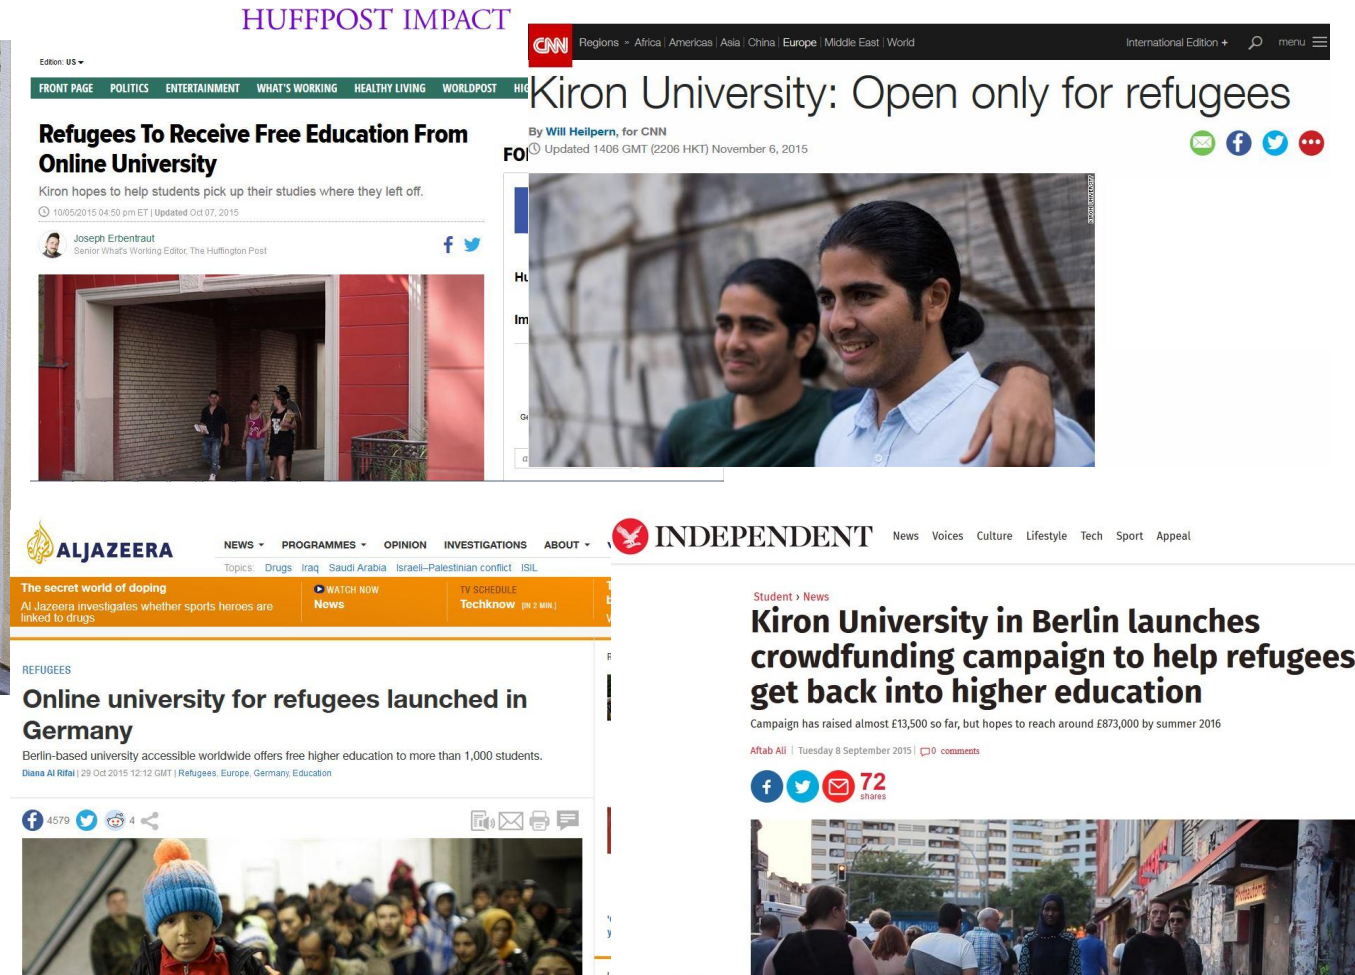 HUFFPOST IMPACT
Edition: US
FRONT PAGE POLITICS ENTERTAINMENT WHAT'S WORKING HEALTHY LIVING WORLDPOST HIG
Refugees To Receive Free Education From
Online University
Kiron hopes to help students pick up their studies where they left off.
10/05/2015 04:50 pm ET | Updated Oct 07, 2015
Joseph Erbentraut
Senior What's Working Editor, The Huffington Post
FOL
Hu
Im
Ge
CNN Regions » Africa | Americas | Asia | China | Europe | Middle East | World International Edition + menu
Kiron University: Open only for refugees
By Will Heilpern, for CNN
Updated 1406 GMT (2206 HKT) November 6, 2015
KIRON UNIVERSITY
ALJAZEERA
NEWS PROGRAMMES OPINION INVESTIGATIONS ABOUT
Topics: Drugs Iraq Saudi Arabia Israeli–Palestinian conflict ISIL
The secret world of doping
Al Jazeera investigates whether sports heroes are
linked to drugs
WATCH NOW
News
TV SCHEDULE
Techknow [IN 2 MIN.]
REFUGEES
Online university for refugees launched in
Germany
Berlin-based university accessible worldwide offers free higher education to more than 1,000 students.
Diana Al Rifai | 29 Oct 2015 12:12 GMT | Refugees, Europe, Germany, Education
4579 4
INDEPENDENT News Voices Culture Lifestyle Tech Sport Appeal
Student › News
Kiron University in Berlin launches
crowdfunding campaign to help refugees
get back into higher education
Campaign has raised almost £13,500 so far, but hopes to reach around £873,000 by summer 2016
Aftab Ali | Tuesday 8 September 2015 | 0 comments
72
shares